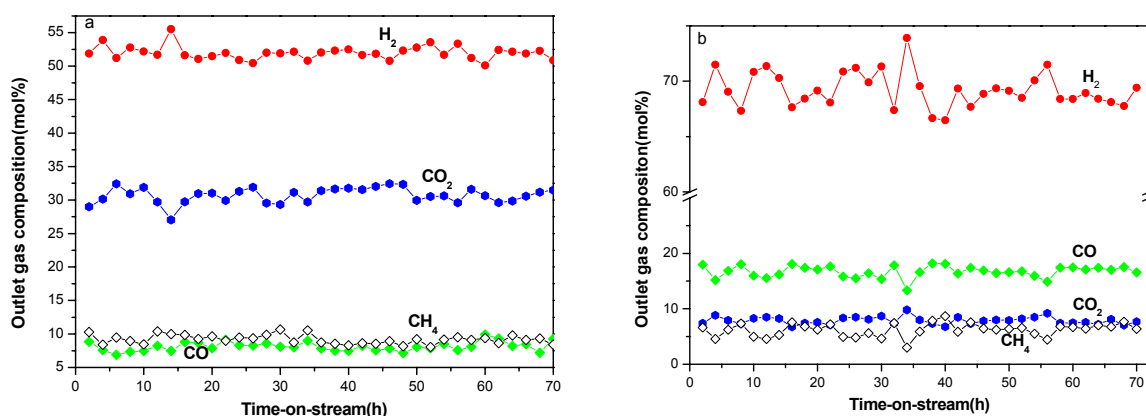 a
H2
CO2
CH4
CO
55
50
45
40
35
30
25
20
15
10
5
0 10 20 30 40 50 60 70
Time-on-stream(h)
Outlet gas composition(mol%)
b
H2
CO
CO2
CH4
70
60
20
10
0
0 10 20 30 40 50 60 70
Time-on-stream(h)
Outlet gas compositon(mol%)